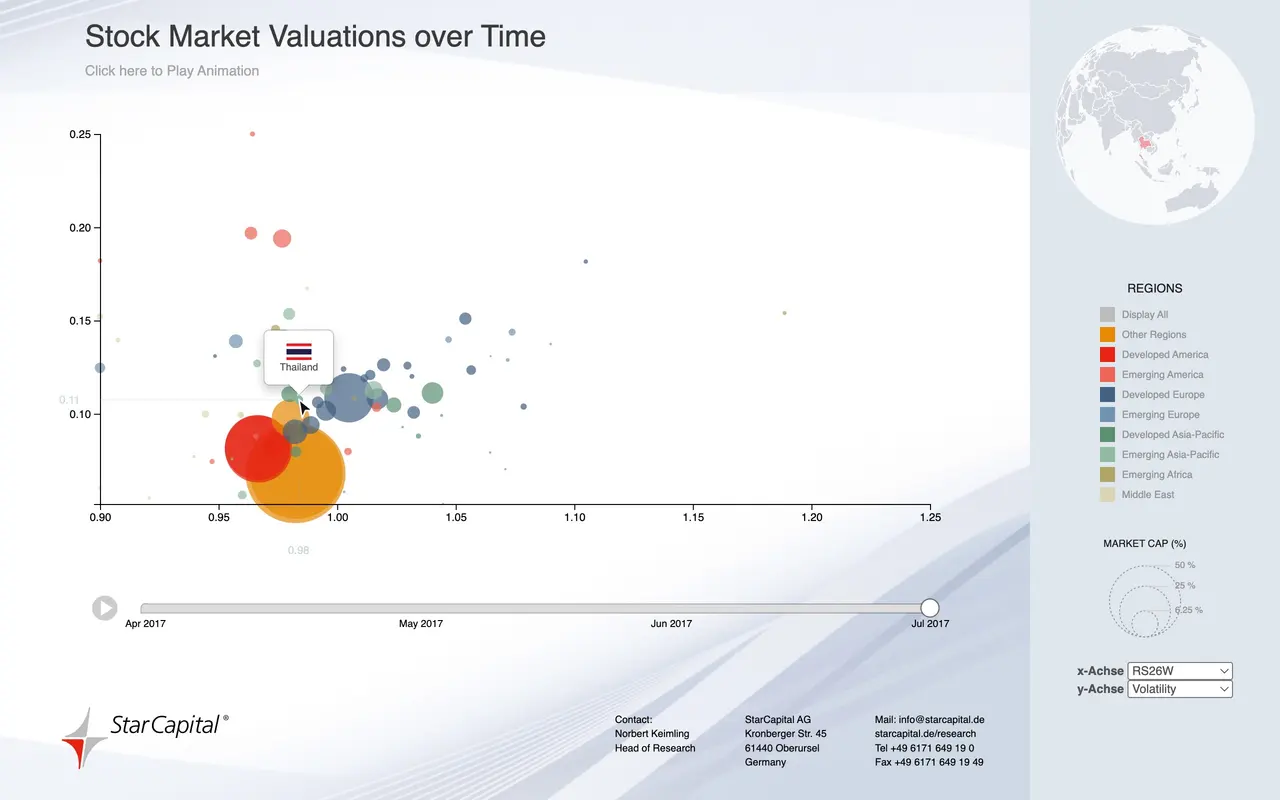 Stock Market Valuations over Time
Click here to Play Animation
0.25
0.20
0.15
0.11
0.10
Thailand
0.90
0.95
1.00
1.05
1.10
1.15
1.20
1.25
0.98
Apr 2017
May 2017
Jun 2017
Jul 2017
StarCapital®
Contact:
Norbert Keimling
Head of Research
StarCapital AG
Kronberger Str. 45
61440 Oberursel
Germany
Mail: info@starcapital.de
starcapital.de/research
Tel +49 6171 649 19 0
Fax +49 6171 649 19 49
REGIONS
Display All
Other Regions
Developed America
Emerging America
Developed Europe
Emerging Europe
Developed Asia-Pacific
Emerging Asia-Pacific
Emerging Africa
Middle East
MARKET CAP (%)
50 %
25 %
6.25 %
x-Achse RS26W
y-Achse Volatility